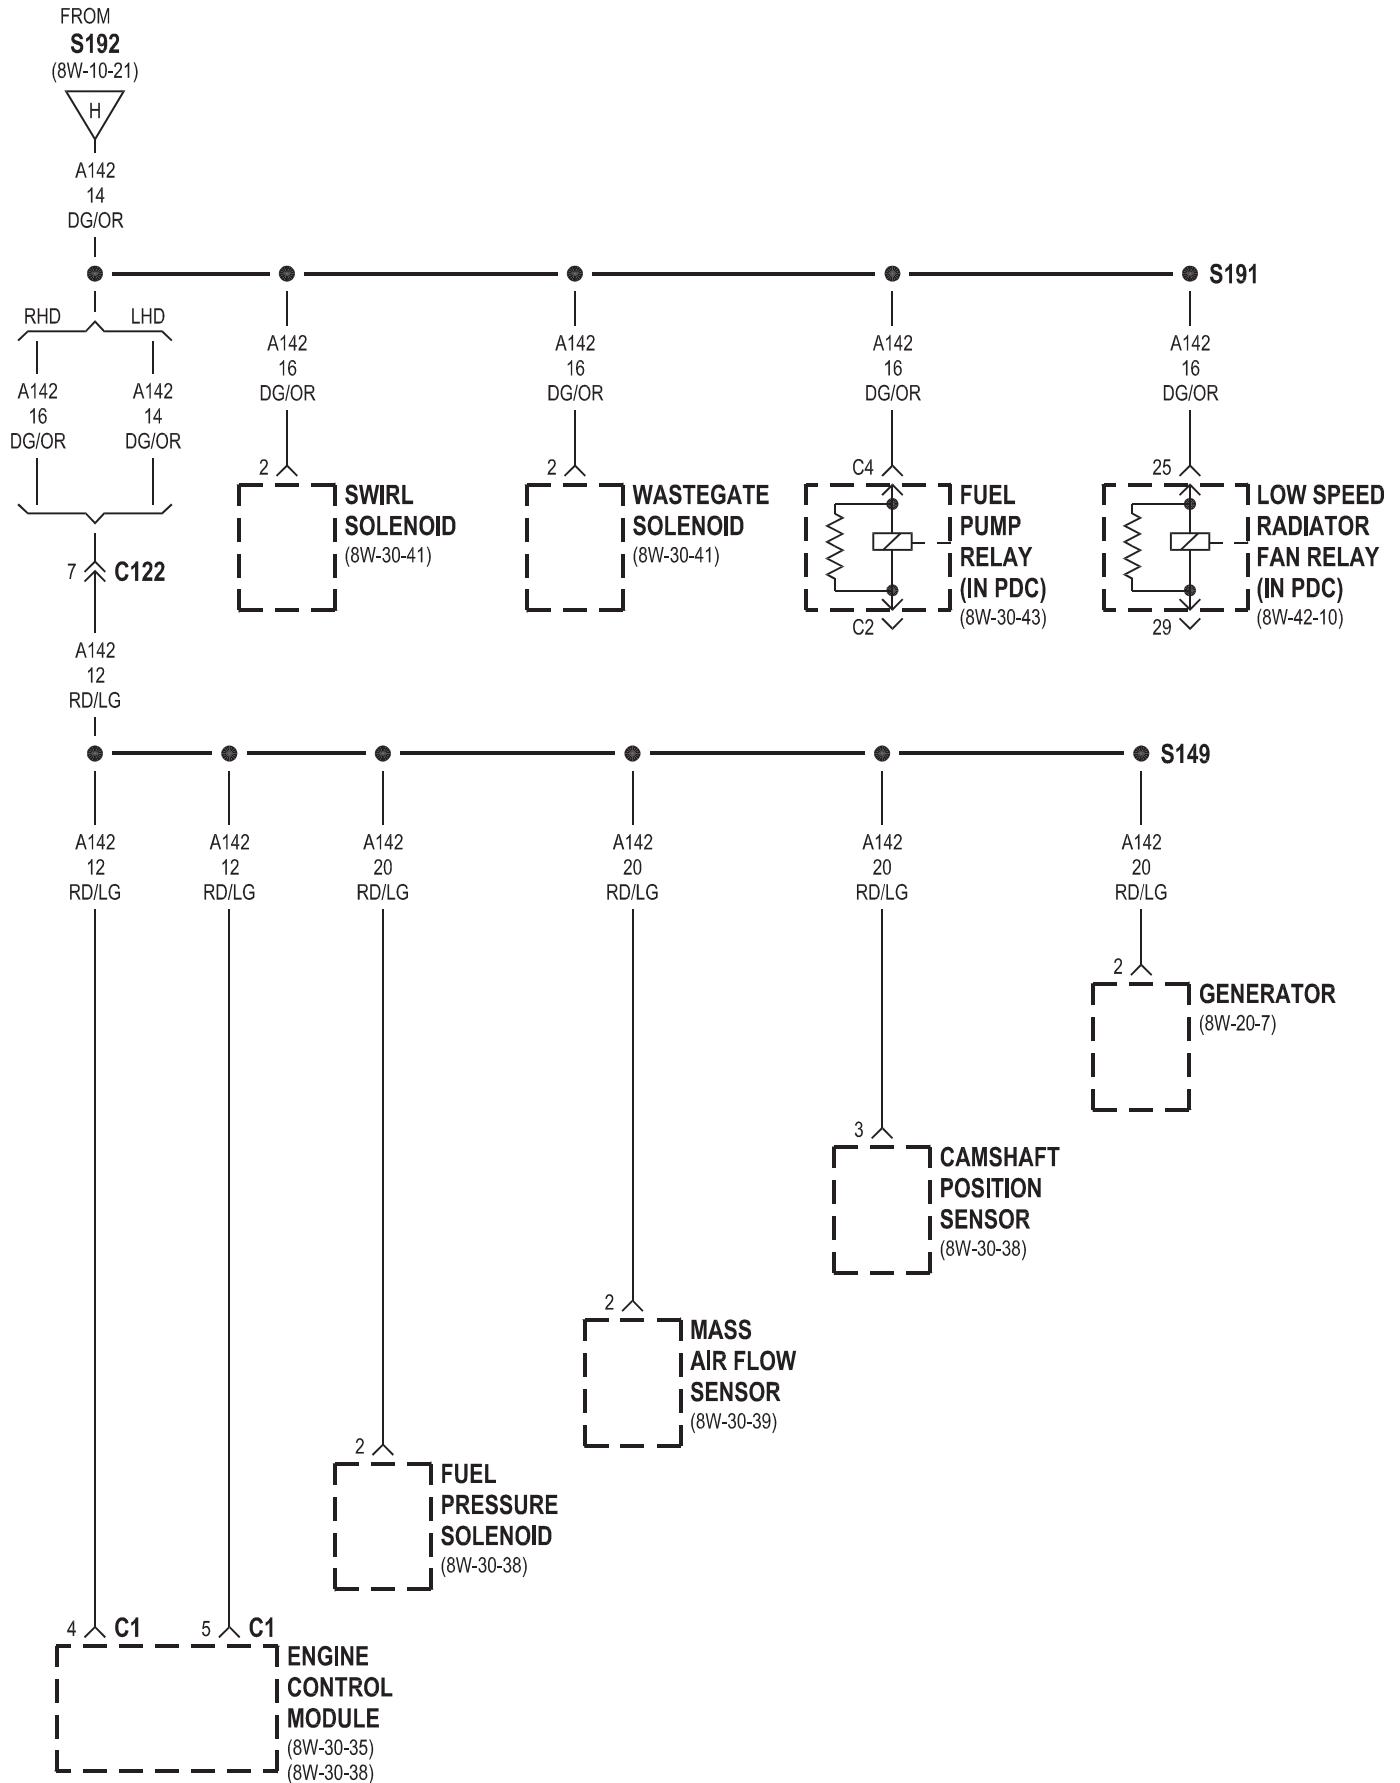 FROM
S192
(8W-10-21)
H
A142
14
DG/OR
S191
RHD
LHD
A142
16
DG/OR
A142
14
DG/OR
A142
16
DG/OR
A142
16
DG/OR
A142
16
DG/OR
A142
16
DG/OR
2
SWIRL
SOLENOID
(8W-30-41)
2
WASTEGATE
SOLENOID
(8W-30-41)
C4
FUEL
PUMP
RELAY
(IN PDC)
(8W-30-43)
C2
25
LOW SPEED
RADIATOR
FAN RELAY
(IN PDC)
(8W-42-10)
29
7
C122
A142
12
RD/LG
S149
A142
12
RD/LG
A142
12
RD/LG
A142
20
RD/LG
A142
20
RD/LG
A142
20
RD/LG
A142
20
RD/LG
2
GENERATOR
(8W-20-7)
3
CAMSHAFT
POSITION
SENSOR
(8W-30-38)
2
MASS
AIR FLOW
SENSOR
(8W-30-39)
2
FUEL
PRESSURE
SOLENOID
(8W-30-38)
4
C1
5
C1
ENGINE
CONTROL
MODULE
(8W-30-35)
(8W-30-38)